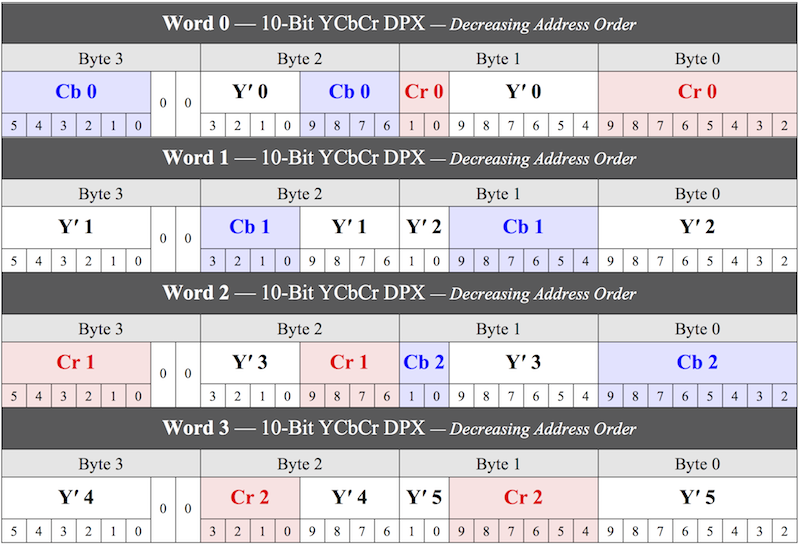 Word 0 — 10-Bit YCbCr DPX — Decreasing Address Order
Byte 3 Byte 2 Byte 1 Byte 0
Cb 0 0 0 Y′ 0 Cb 0 Cr 0 Y′ 0 Cr 0
5 4 3 2 1 0 3 2 1 0 9 8 7 6 1 0 9 8 7 6 5 4 9 8 7 6 5 4 3 2
Word 1 — 10-Bit YCbCr DPX — Decreasing Address Order
Byte 3 Byte 2 Byte 1 Byte 0
Y′ 1 0 0 Cb 1 Y′ 1 Y′ 2 Cb 1 Y′ 2
5 4 3 2 1 0 3 2 1 0 9 8 7 6 1 0 9 8 7 6 5 4 9 8 7 6 5 4 3 2
Word 2 — 10-Bit YCbCr DPX — Decreasing Address Order
Byte 3 Byte 2 Byte 1 Byte 0
Cr 1 0 0 Y′ 3 Cr 1 Cb 2 Y′ 3 Cb 2
5 4 3 2 1 0 3 2 1 0 9 8 7 6 1 0 9 8 7 6 5 4 9 8 7 6 5 4 3 2
Word 3 — 10-Bit YCbCr DPX — Decreasing Address Order
Byte 3 Byte 2 Byte 1 Byte 0
Y′ 4 0 0 Cr 2 Y′ 4 Y′ 5 Cr 2 Y′ 5
5 4 3 2 1 0 3 2 1 0 9 8 7 6 1 0 9 8 7 6 5 4 9 8 7 6 5 4 3 2